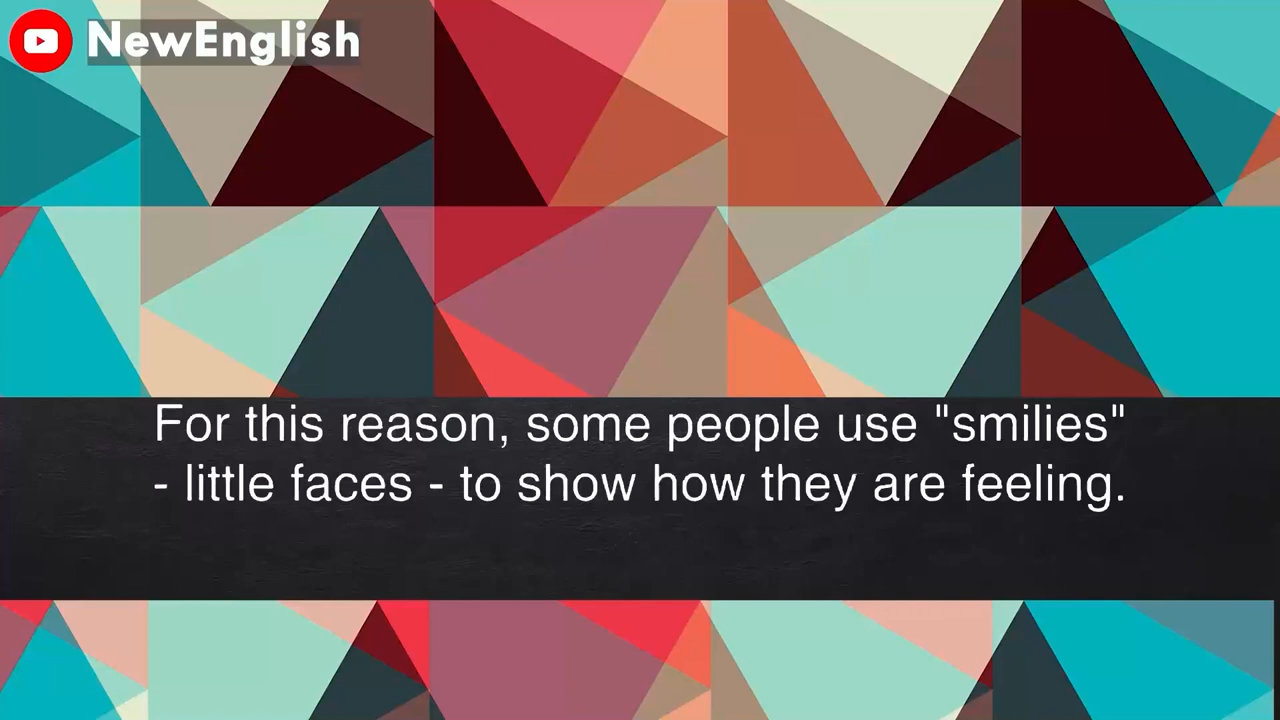 NewEnglish
For this reason, some people use "smilies"
- little faces - to show how they are feeling.